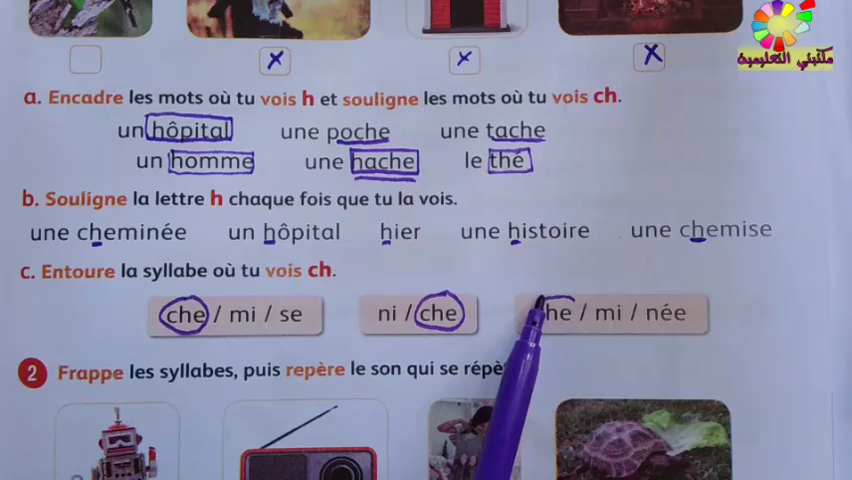 مكتبتي التعليمية
a. Encadre les mots où tu vois h et souligne les mots où tu vois ch.
un hôpital une poche une tache
un homme une hache le thé
b. Souligne la lettre h chaque fois que tu la vois.
une cheminée un hôpital hier une histoire une chemise
c. Entoure la syllabe où tu vois ch.
che / mi / se ni / che he / mi / née
2 Frappe les syllabes, puis repère le son qui se